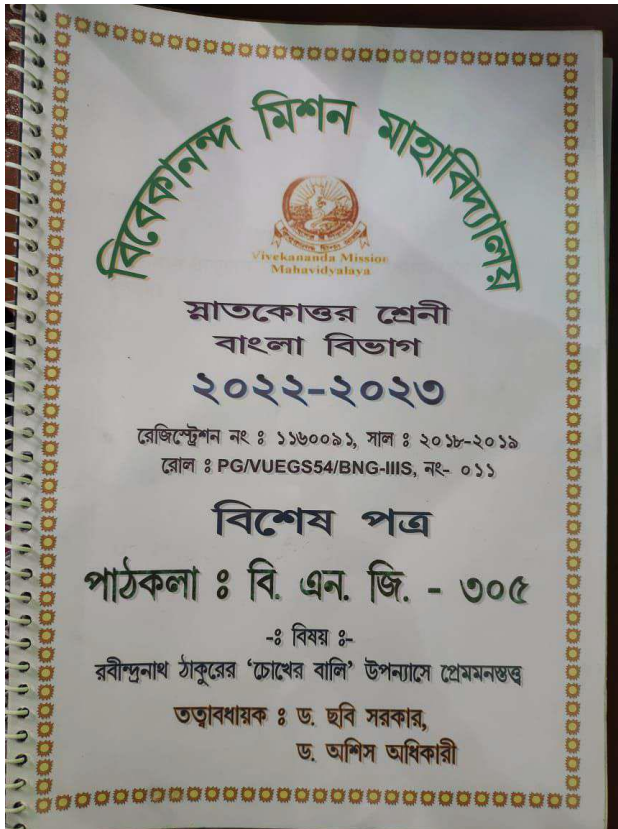 বিবেকানন্দ মিশন মাহাবিদ্যালয়
Vivekananda Mission
Mahavidyalaya
স্নাতকোত্তর শ্রেনী
বাংলা বিভাগ
২০২২-২০২৩
রেজিস্ট্রেশন নং ঃ ১১৬০০৯১, সাল ঃ ২০১৮-২০১৯
রোল ঃ PG/VUEGS54/BNG-IIIS, নং- ০১১
বিশেষ পত্র
পাঠকলা ঃ বি. এন. জি. - ৩০৫
-ঃ বিষয় ঃ-
রবীন্দ্রনাথ ঠাকুরের ‘চোখের বালি’ উপন্যাসে প্রেমমনস্তত্ত্ব
তত্বাবধায়ক ঃ ড. ছবি সরকার,
ড. অশিস অধিকারী